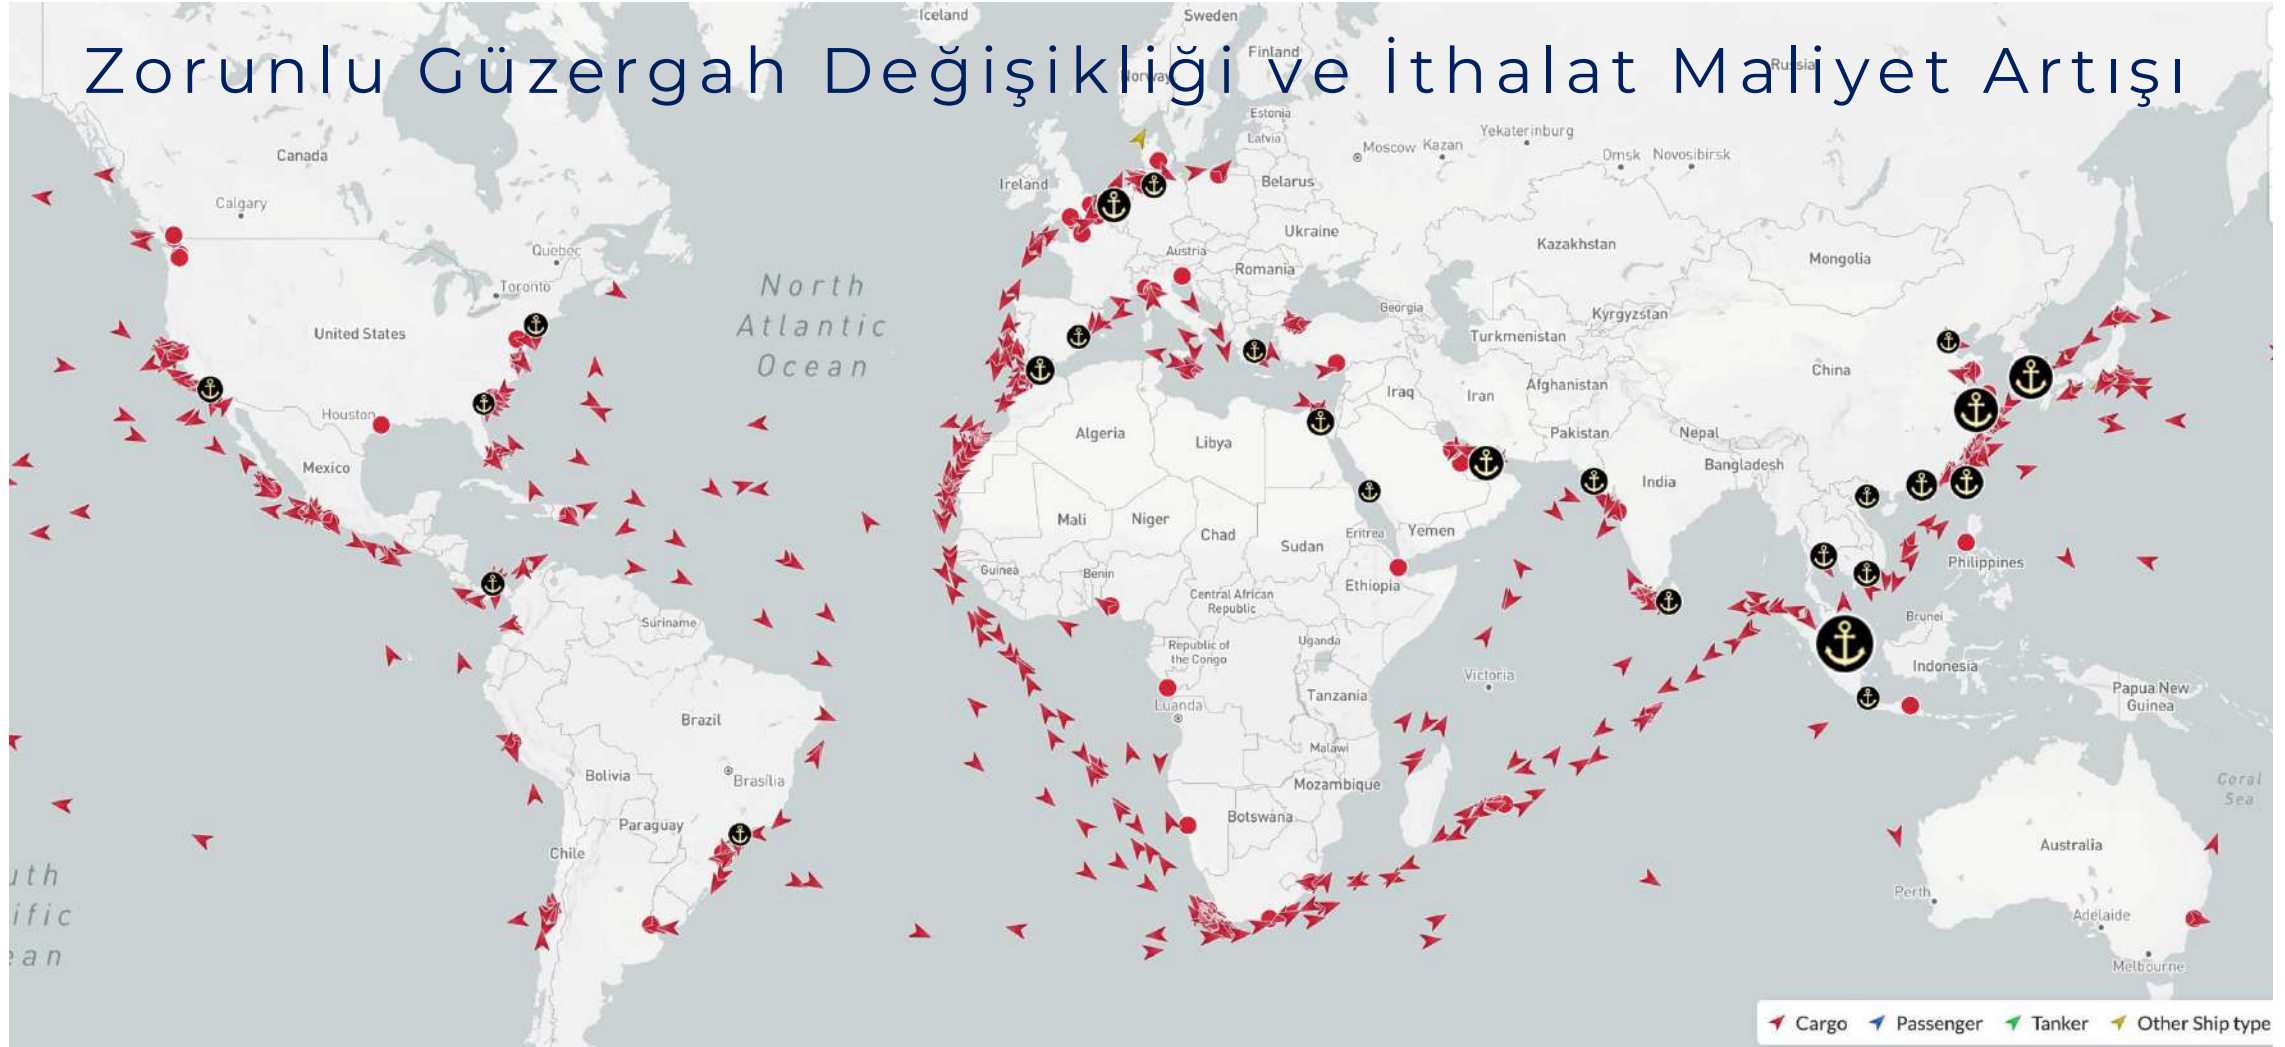 Zorunlu Güzergah Değişikliği ve İthalat Maliyet Artışı
Iceland
Sweden
Finland
Norway
Russia
Estonia
Latvia
Moscow
Kazan
Yekaterinburg
Omsk
Novosibirsk
Canada
Ireland
Belarus
Calgary
Ukraine
Kazakhstan
Quebec
Austria
Mongolia
Romania
North
Atlantic
Ocean
Toronto
Georgia
Kyrgyzstan
United States
Turkmenistan
China
Afghanistan
Iraq
Iran
Houston
Algeria
Libya
Pakistan
Nepal
Mexico
Bangladesh
India
Mali
Niger
Chad
Eritrea
Yemen
Sudan
Guinea
Benin
Ethiopia
Philippines
Central African
Republic
Suriname
Brunei
Republic of
the Congo
Uganda
Indonesia
Victoria
Tanzania
Luanda
Papua New
Guinea
Brazil
Malawi
Bolivia
Brasília
Mozambique
Coral
Sea
Botswana
Paraguay
Chile
Australia
uth
ific
ean
Perth
Adelaide
Melbourne
Cargo Passenger Tanker Other Ship type